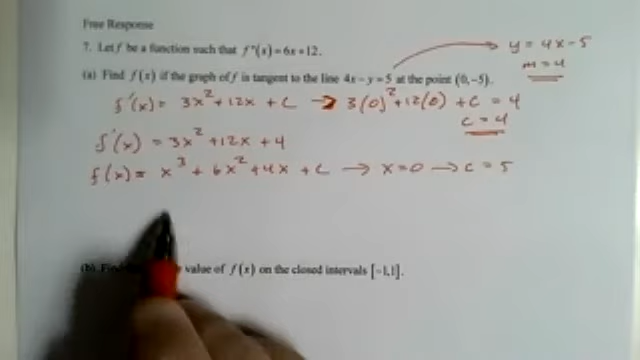 Free Response
7. Let f be a function such that f''(x) = 6x + 12.
y = 4x - 5
m = 4
(a) Find f(x) if the graph of f is tangent to the line 4x - y = 5 at the point (0, -5).
f'(x) = 3x² + 12x + C → 3(0)² + 12(0) + C = 4
C = 4
f'(x) = 3x² + 12x + 4
f(x) = x³ + 6x² + 4x + C → x = 0 → C = 5
(b) Find value of f(x) on the closed intervals [-1,1].